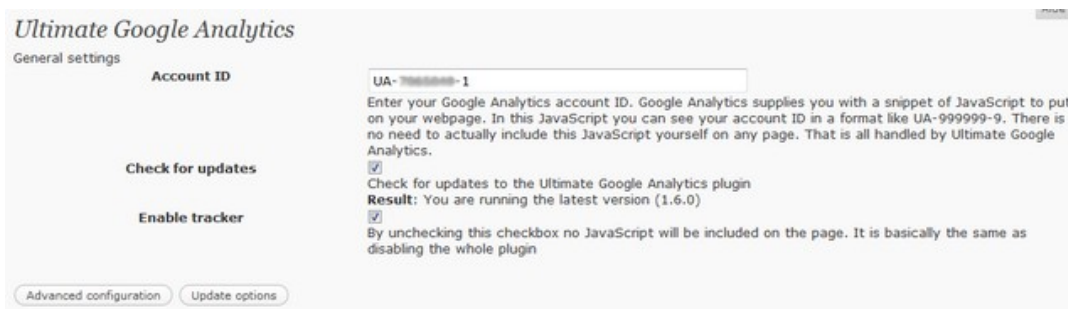 Ultimate Google Analytics
General settings
Account ID
UA- -1
Enter your Google Analytics account ID. Google Analytics supplies you with a snippet of JavaScript to put
on your webpage. In this JavaScript you can see your account ID in a format like UA-999999-9. There is
no need to actually include this JavaScript yourself on any page. That is all handled by Ultimate Google
Analytics.
Check for updates
Check for updates to the Ultimate Google Analytics plugin
Result: You are running the latest version (1.6.0)
Enable tracker
By unchecking this checkbox no JavaScript will be included on the page. It is basically the same as
disabling the whole plugin
Advanced configuration Update options